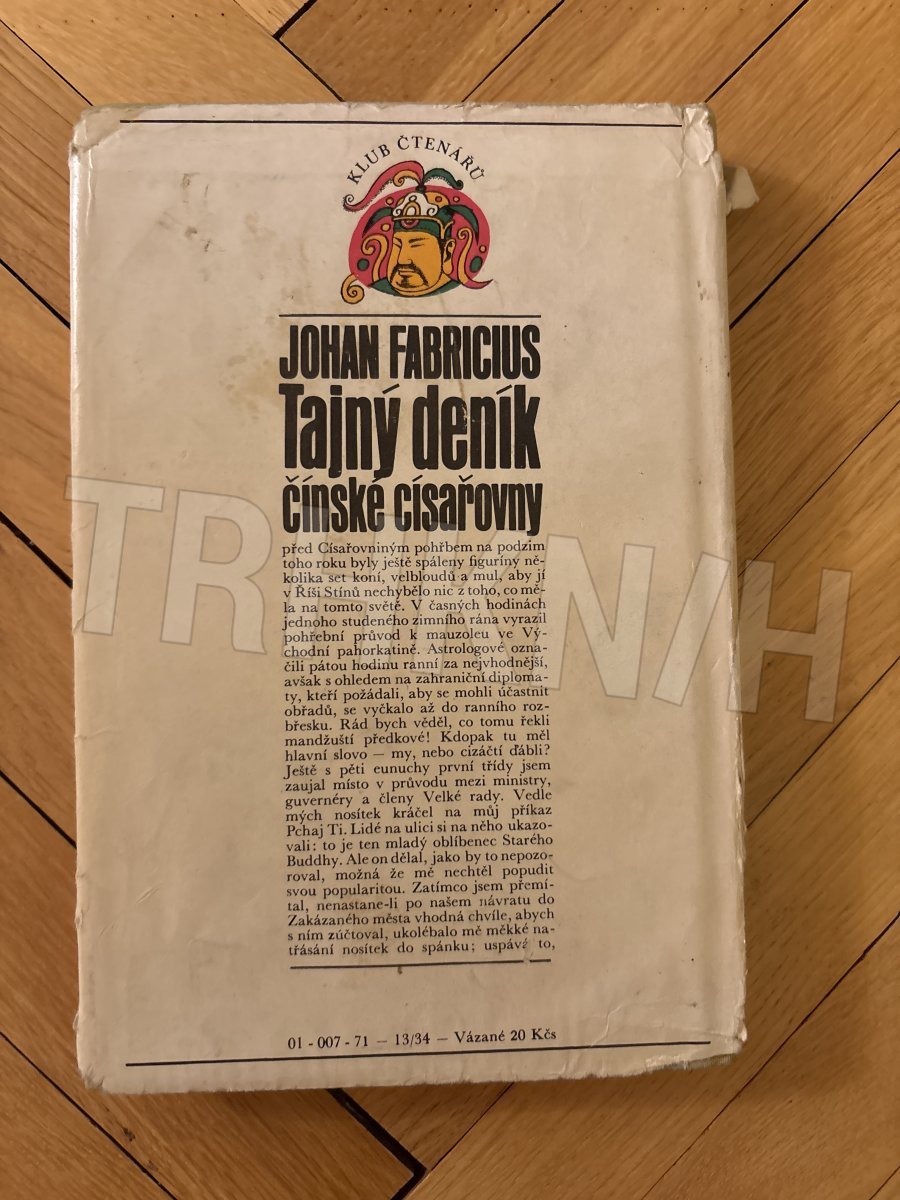 KLUB ČTENÁŘŮ
JOHAN FABRICIUS
Tajný deník
čínské císařovny
před Císařovniným pohřbem na podzim
toho roku byly ještě spáleny figuríny ně-
kolika set koní, velbloudů a mul, aby jí
v Říši Stínů nechybělo nic z toho, co mě-
la na tomto světě. V časných hodinách
jednoho studeného zimního rána vyrazil
pohřební průvod k mauzoleu ve Vý-
chodní pahorkatině. Astrologové ozna-
čili pátou hodinu ranní za nejvhodnější,
avšak s ohledem na zahraniční diploma-
ty, kteří požádali, aby se mohli účastnit
obřadů, se vyčkalo až do ranního roz-
břesku. Rád bych věděl, co tomu řekli
mandžuští předkové! Kdopak tu měl
hlavní slovo — my, nebo cizáčtí ďábli?
Ještě s pěti eunuchy první třídy jsem
zaujal místo v průvodu mezi ministry,
guvernéry a členy Velké rady. Vedle
mých nosítek kráčel na můj příkaz
Pchaj Ti. Lidé na ulici si na něho ukazo-
vali: to je ten mladý oblíbenec Starého
Buddhy. Ale on dělal, jako by to nepozo-
roval, možná že mě nechtěl popudit
svou popularitou. Zatímco jsem přemí-
tal, nenastane-li po našem návratu do
Zakázaného města vhodná chvíle, abych
s ním zúčtoval, ukolébalo mě měkké na-
třásání nosítek do spánku; uspává to,
01 - 007 - 71 — 13/34 — Vázané 20 Kčs